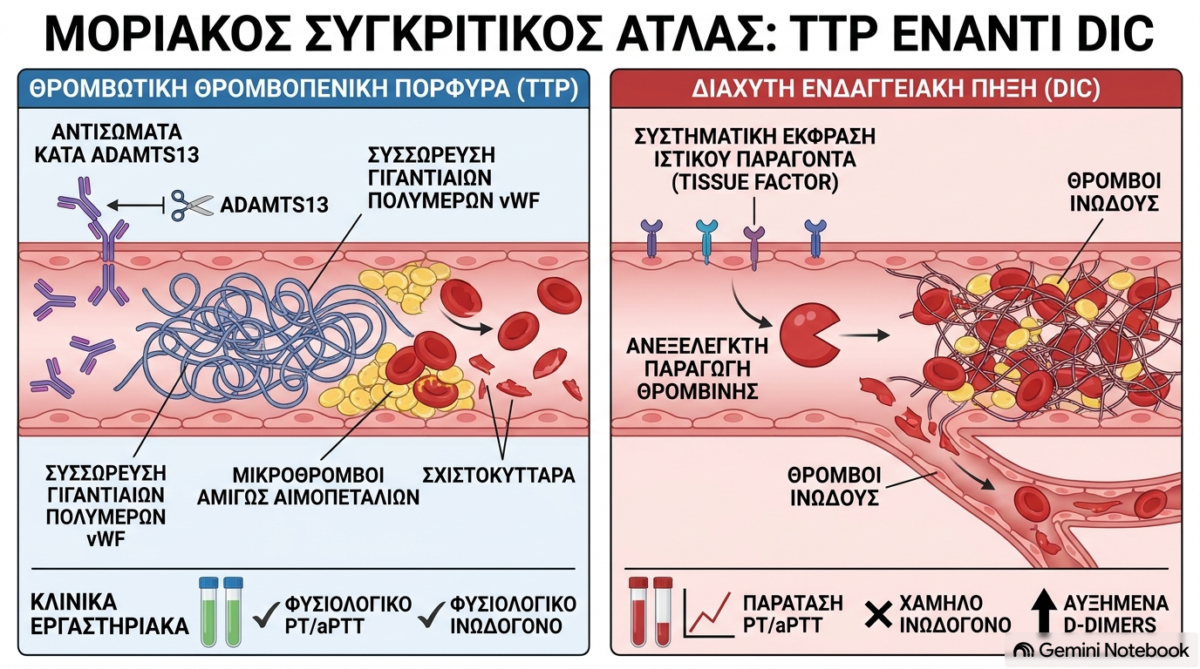 ΜΟΡΙΑΚΟΣ ΣΥΓΚΡΙΤΙΚΟΣ ΑΤΛΑΣ: TTP ΕΝΑΝΤΙ DIC
ΘΡΟΜΒΩΤΙΚΗ ΘΡΟΜΒΟΠΕΝΙΚΗ ΠΟΡΦΥΡΑ (TTP)
ΑΝΤΙΣΩΜΑΤΑ
ΚΑΤΑ ADAMTS13
ADAMTS13
ΣΥΣΣΩΡΕΥΣΗ
ΓΙΓΑΝΤΙΑΙΩΝ
ΠΟΛΥΜΕΡΩΝ vWF
ΣΥΣΣΩΡΕΥΣΗ
ΓΙΓΑΝΤΙΑΙΩΝ
ΠΟΛΥΜΕΡΩΝ
vWF
ΜΙΚΡΟΘΡΟΜΒΟΙ
ΑΜΙΓΩΣ ΑΙΜΟΠΕΤΑΛΙΩΝ
ΣΧΙΣΤΟΚΥΤΤΑΡΑ
ΚΛΙΝΙΚΑ
ΕΡΓΑΣΤΗΡΙΑΚΑ
ΦΥΣΙΟΛΟΓΙΚΟ
PT/aPTT
ΦΥΣΙΟΛΟΓΙΚΟ
ΙΝΩΔΟΓΟΝΟ
ΔΙΑΧΥΤΗ ΕΝΔΑΓΓΕΙΑΚΗ ΠΗΞΗ (DIC)
ΣΥΣΤΗΜΑΤΙΚΗ ΕΚΦΡΑΣΗ
ΙΣΤΙΚΟΥ ΠΑΡΑΓΟΝΤΑ
(TISSUE FACTOR)
ΘΡΟΜΒΟΙ
ΙΝΩΔΟΥΣ
ΑΝΕΞΕΛΕΓΚΤΗ
ΠΑΡΑΓΩΓΗ
ΘΡΟΜΒΙΝΗΣ
ΘΡΟΜΒΟΙ
ΙΝΩΔΟΥΣ
ΠΑΡΑΤΑΣΗ
PT/aPTT
ΧΑΜΗΛΟ
ΙΝΩΔΟΓΟΝΟ
ΑΥΞΗΜΕΝΑ
D-DIMERS
Gemini Notebook